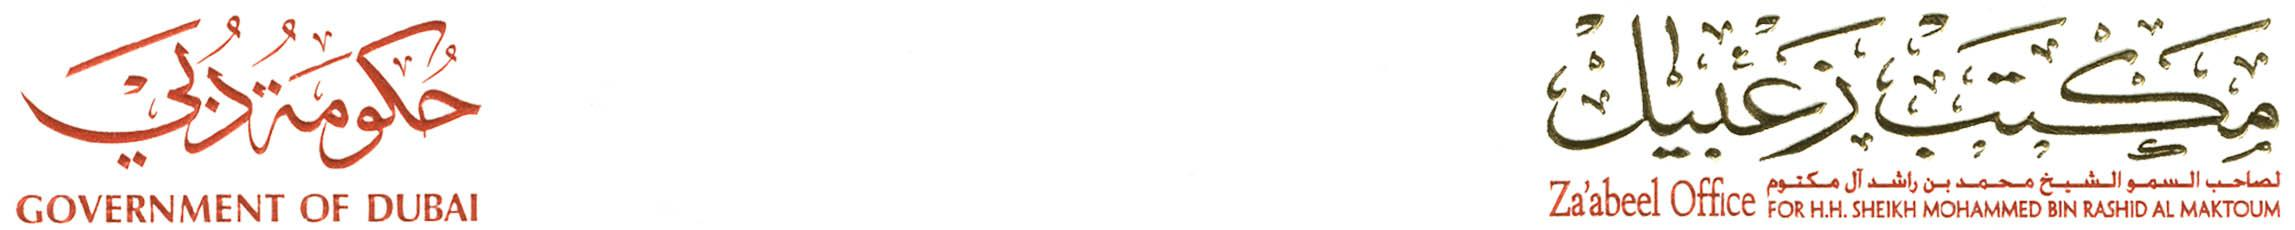 حكومة دبي
GOVERNMENT OF DUBAI
مكتب زعبيل
Za'abeel Office
لصاحب السمو الشيخ محمد بن راشد آل مكتوم
FOR H.H. SHEIKH MOHAMMED BIN RASHID AL MAKTOUM